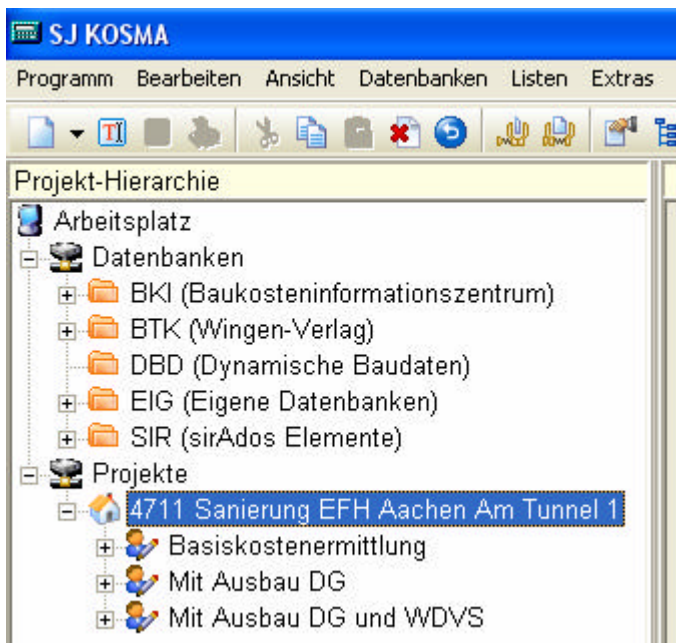 SJ KOSMA
Programm Bearbeiten Ansicht Datenbanken Listen Extras
Projekt-Hierarchie
Arbeitsplatz
Datenbanken
BKI (Baukosteninformationszentrum)
BTK (Wingen-Verlag)
DBD (Dynamische Baudaten)
EIG (Eigene Datenbanken)
SIR (sirAdos Elemente)
Projekte
4711 Sanierung EFH Aachen Am Tunnel 1
Basiskostenermittlung
Mit Ausbau DG
Mit Ausbau DG und WDVS